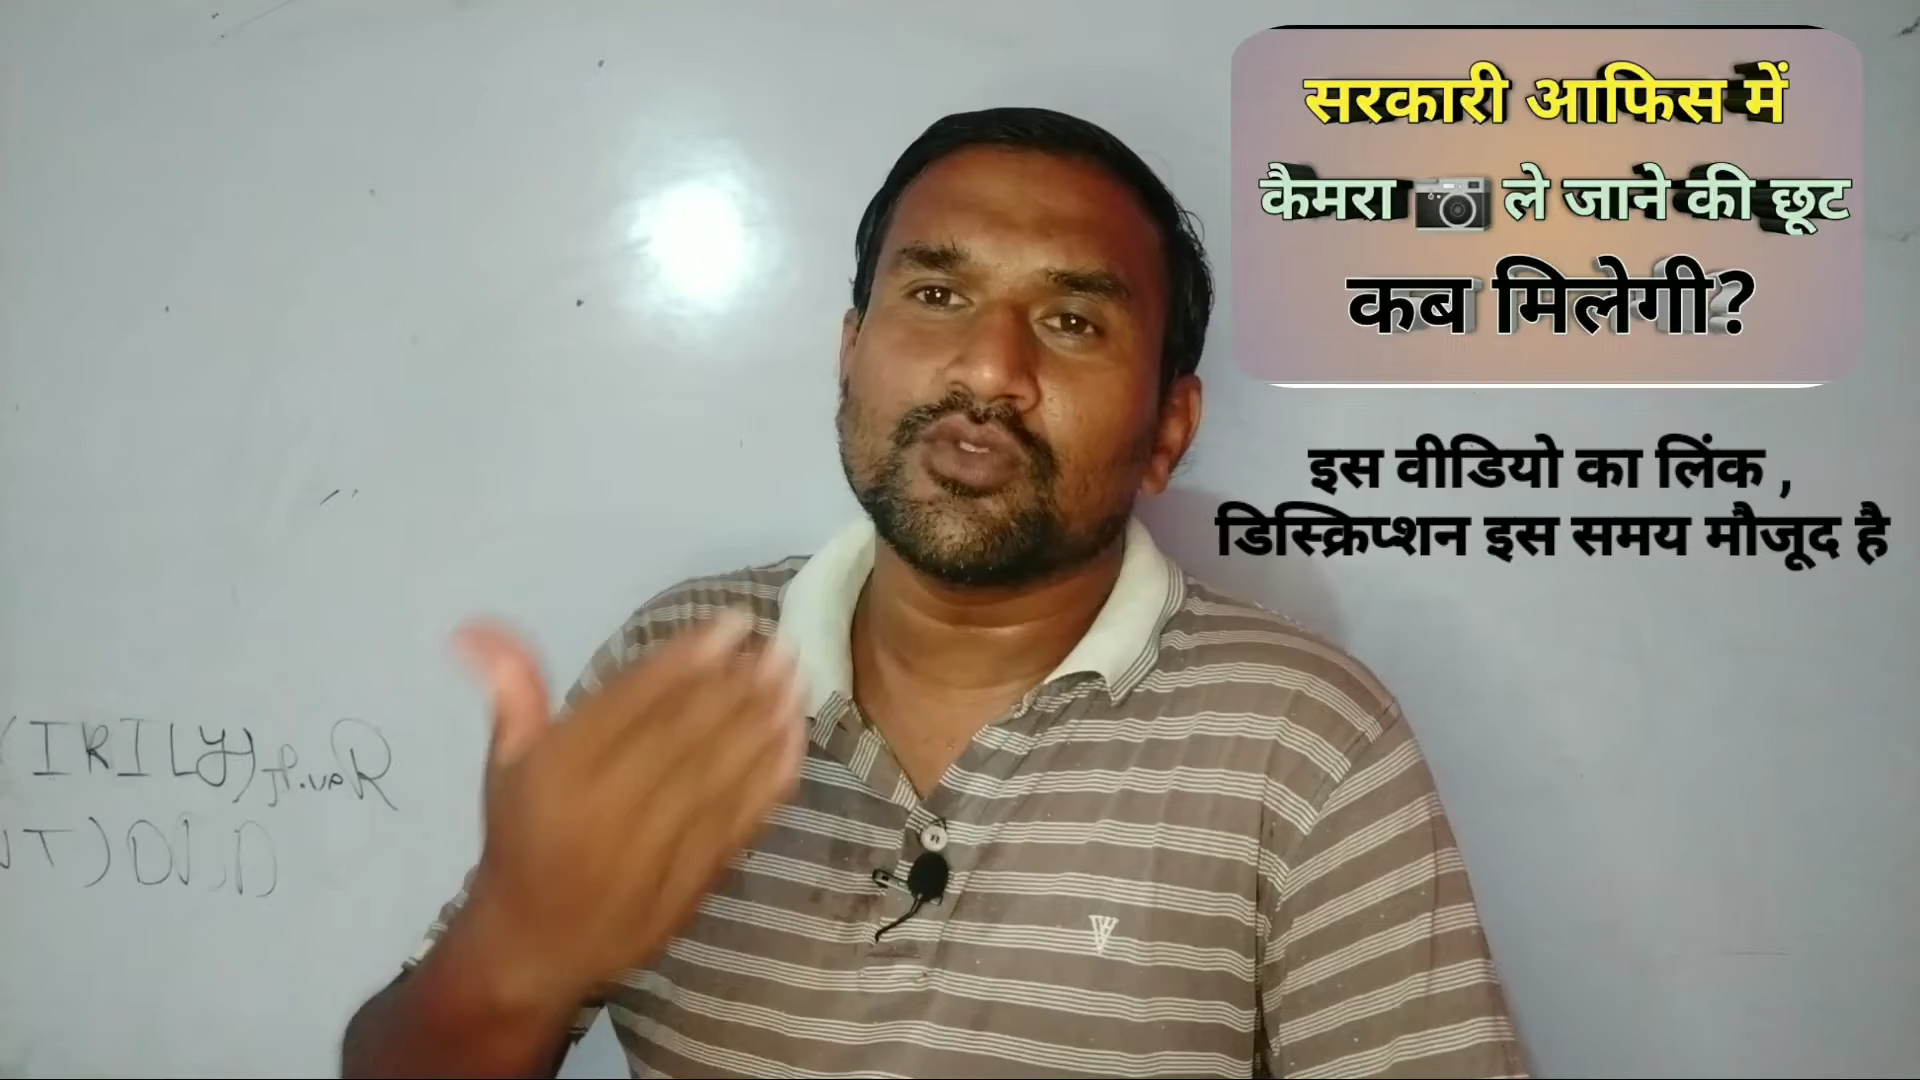 सरकारी आफिस में
कैमरा 📷 ले जाने की छूट
कब मिलेगी?
इस वीडियो का लिंक ,
डिस्क्रिप्शन इस समय मौजूद है